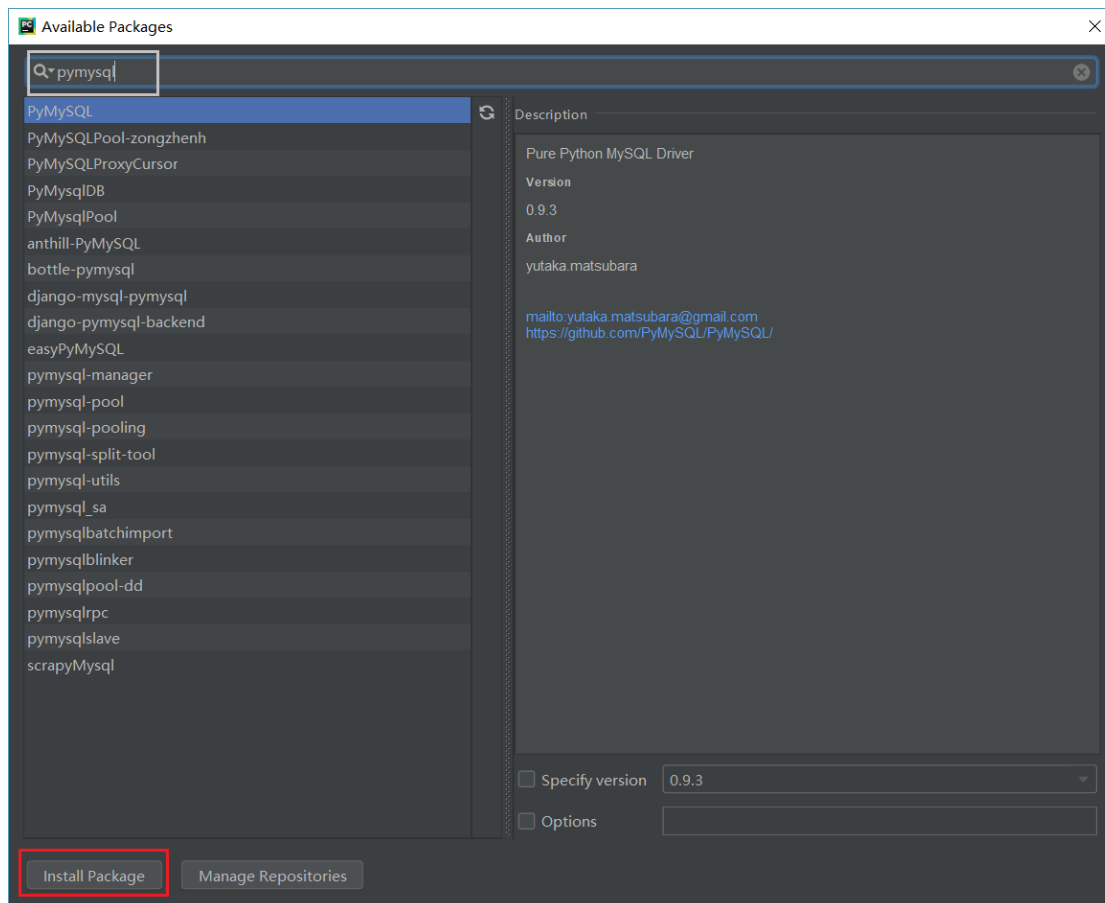 PC
Available Packages
pymysql
PyMySQL
PyMySQLPool-zongzhenh
PyMySQLProxyCursor
PyMysqlDB
PyMysqlPool
anthill-PyMySQL
bottle-pymysql
django-mysql-pymysql
django-pymysql-backend
easyPyMySQL
pymysql-manager
pymysql-pool
pymysql-pooling
pymysql-split-tool
pymysql-utils
pymysql_sa
pymysqlbatchimport
pymysqlblinker
pymysqlpool-dd
pymysqlrpc
pymysqlslave
scrapyMysql
Description
Pure Python MySQL Driver
Version
0.9.3
Author
yutaka.matsubara
mailto:yutaka.matsubara@gmail.com
https://github.com/PyMySQL/PyMySQL/
Specify version 0.9.3
Options
Install Package Manage Repositories